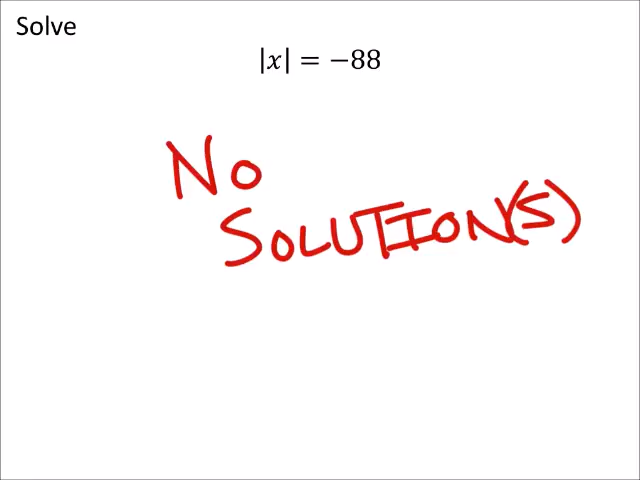 Solve
|x| = −88
No
SOLUTION(S)